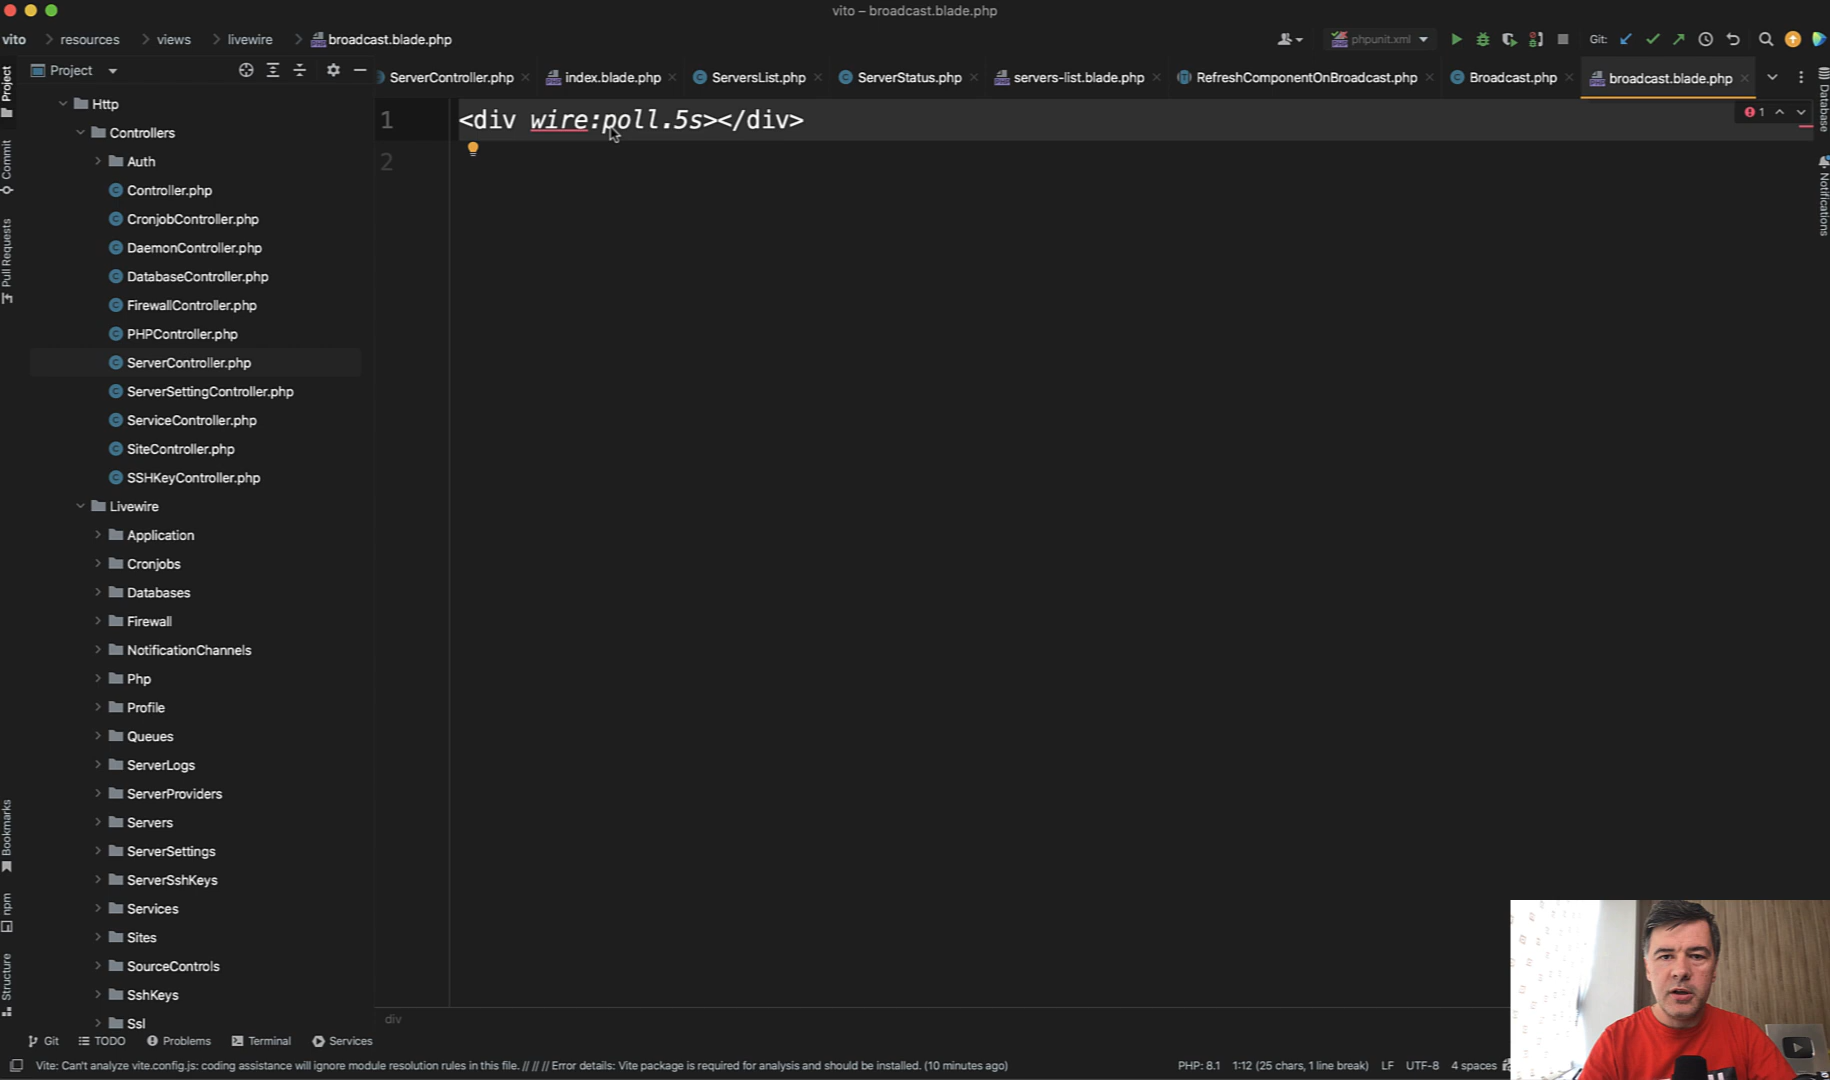 vito – broadcast.blade.php
vito resources views livewire broadcast.blade.php
phpunit.xml Git:
Project
ServerController.php index.blade.php ServersList.php ServerStatus.php servers-list.blade.php RefreshComponentOnBroadcast.php Broadcast.php broadcast.blade.php
Project
Commit
Pull Requests
Bookmarks
npm
Structure
Http
Controllers
Auth
Controller.php
CronjobController.php
DaemonController.php
DatabaseController.php
FirewallController.php
PHPController.php
ServerController.php
ServerSettingController.php
ServiceController.php
SiteController.php
SSHKeyController.php
Livewire
Application
Cronjobs
Databases
Firewall
NotificationChannels
Php
Profile
Queues
ServerLogs
ServerProviders
Servers
ServerSettings
ServerSshKeys
Services
Sites
SourceControls
SshKeys
Ssl
1 <div wire:poll.5s></div>
2
1
Database
Notifications
div
Git TODO Problems Terminal Services
Vite: Can't analyze vite.config.js: coding assistance will ignore module resolution rules in this file. // // // Error details: Vite package is required for analysis and should be installed. (10 minutes ago)
PHP: 8.1 1:12 (25 chars, 1 line break) LF UTF-8 4 spaces